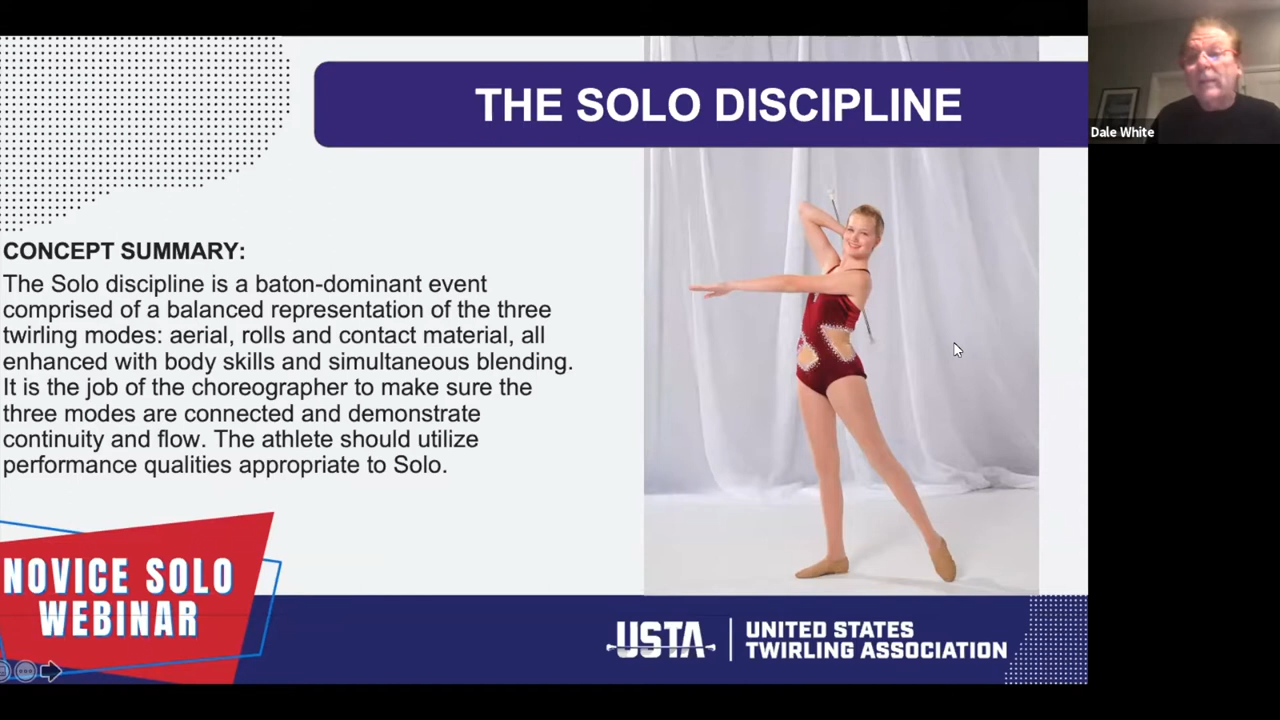 THE SOLO DISCIPLINE
Dale White
CONCEPT SUMMARY:
The Solo discipline is a baton-dominant event
comprised of a balanced representation of the three
twirling modes: aerial, rolls and contact material, all
enhanced with body skills and simultaneous blending.
It is the job of the choreographer to make sure the
three modes are connected and demonstrate
continuity and flow. The athlete should utilize
performance qualities appropriate to Solo.
NOVICE SOLO
WEBINAR
USTA
UNITED STATES
TWIRLING ASSOCIATION